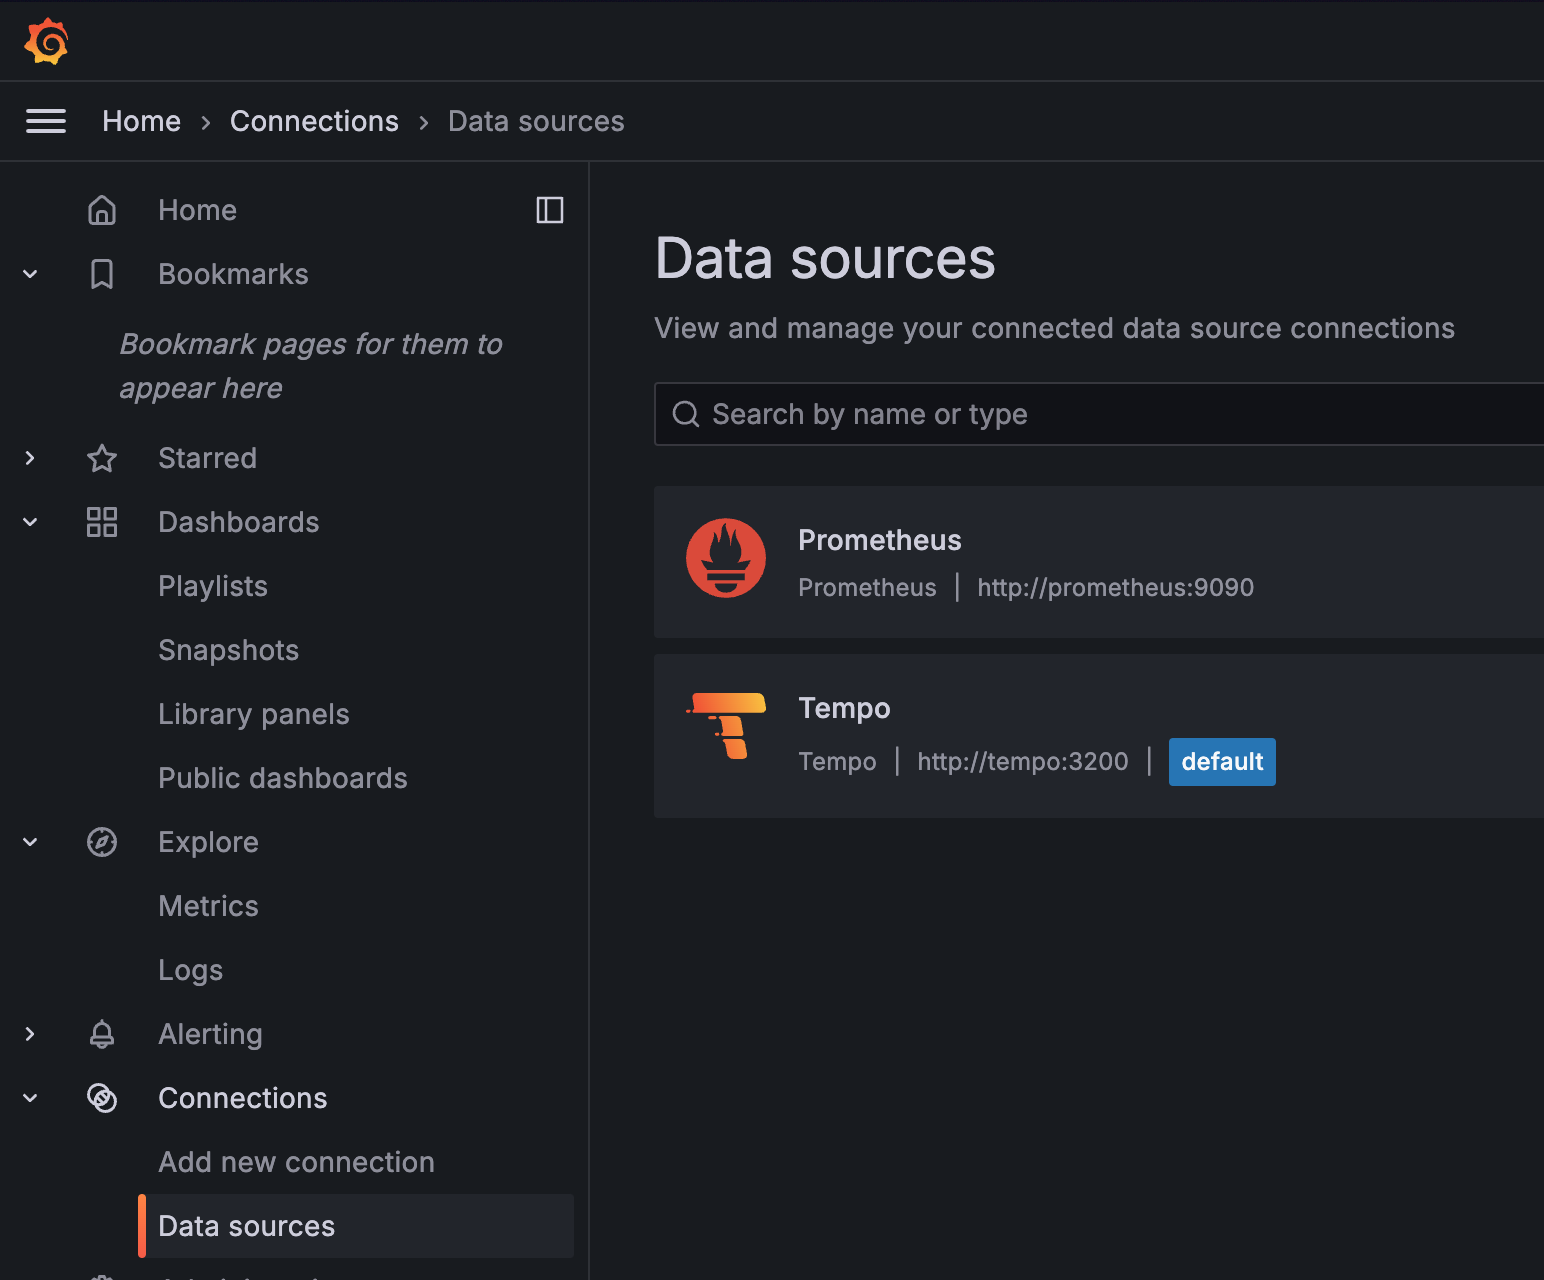 Home › Connections › Data sources
Home
Bookmarks
Bookmark pages for them to
appear here
Starred
Dashboards
Playlists
Snapshots
Library panels
Public dashboards
Explore
Metrics
Logs
Alerting
Connections
Add new connection
Data sources
Data sources
View and manage your connected data source connections
Search by name or type
Prometheus
Prometheus | http://prometheus:9090
Tempo
Tempo | http://tempo:3200 | default